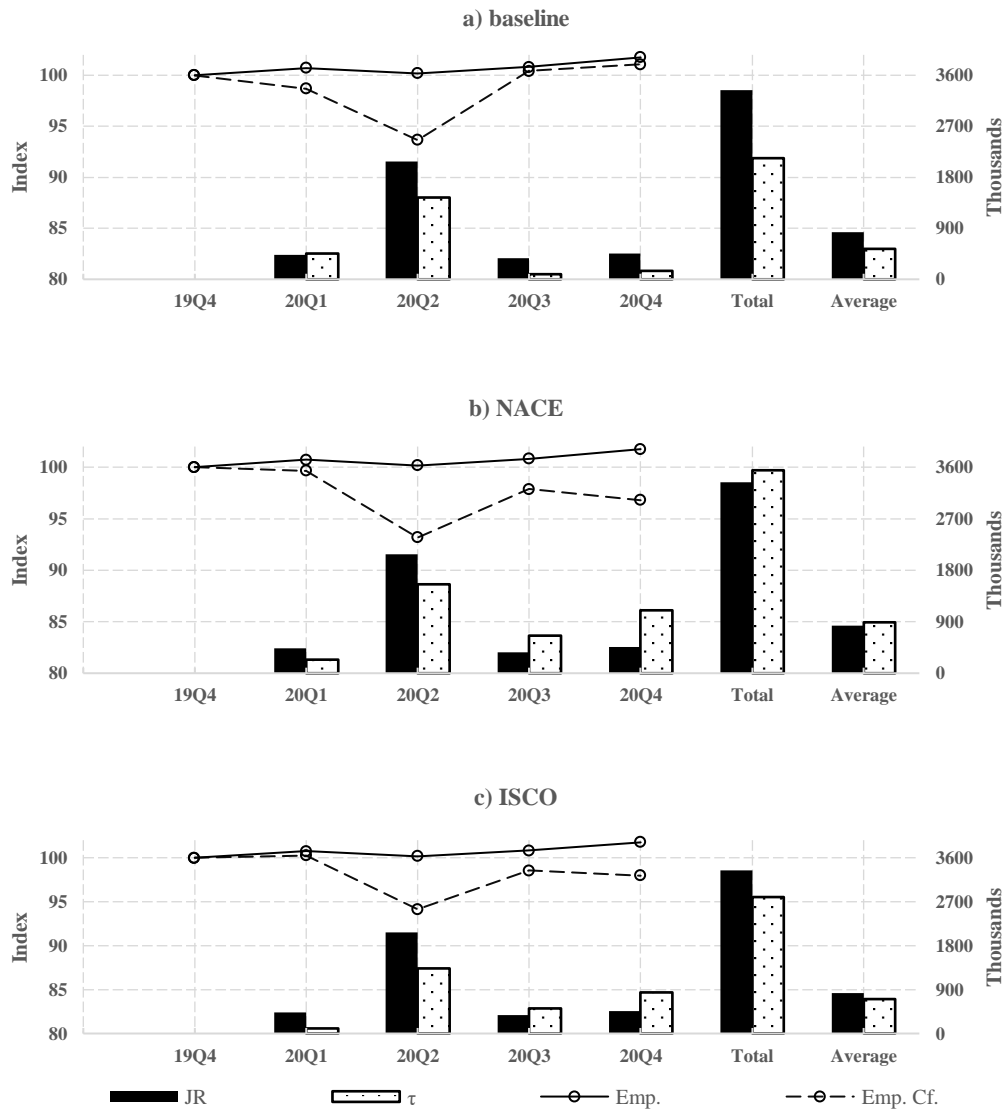 a) baseline
100
95
90
85
80
Index
3600
2700
1800
900
0
Thousands
19Q4 20Q1 20Q2 20Q3 20Q4 Total Average
b) NACE
100
95
90
85
80
Index
3600
2700
1800
900
0
Thousands
19Q4 20Q1 20Q2 20Q3 20Q4 Total Average
c) ISCO
100
95
90
85
80
Index
3600
2700
1800
900
0
Thousands
19Q4 20Q1 20Q2 20Q3 20Q4 Total Average
JR τ Emp. Emp. Cf.